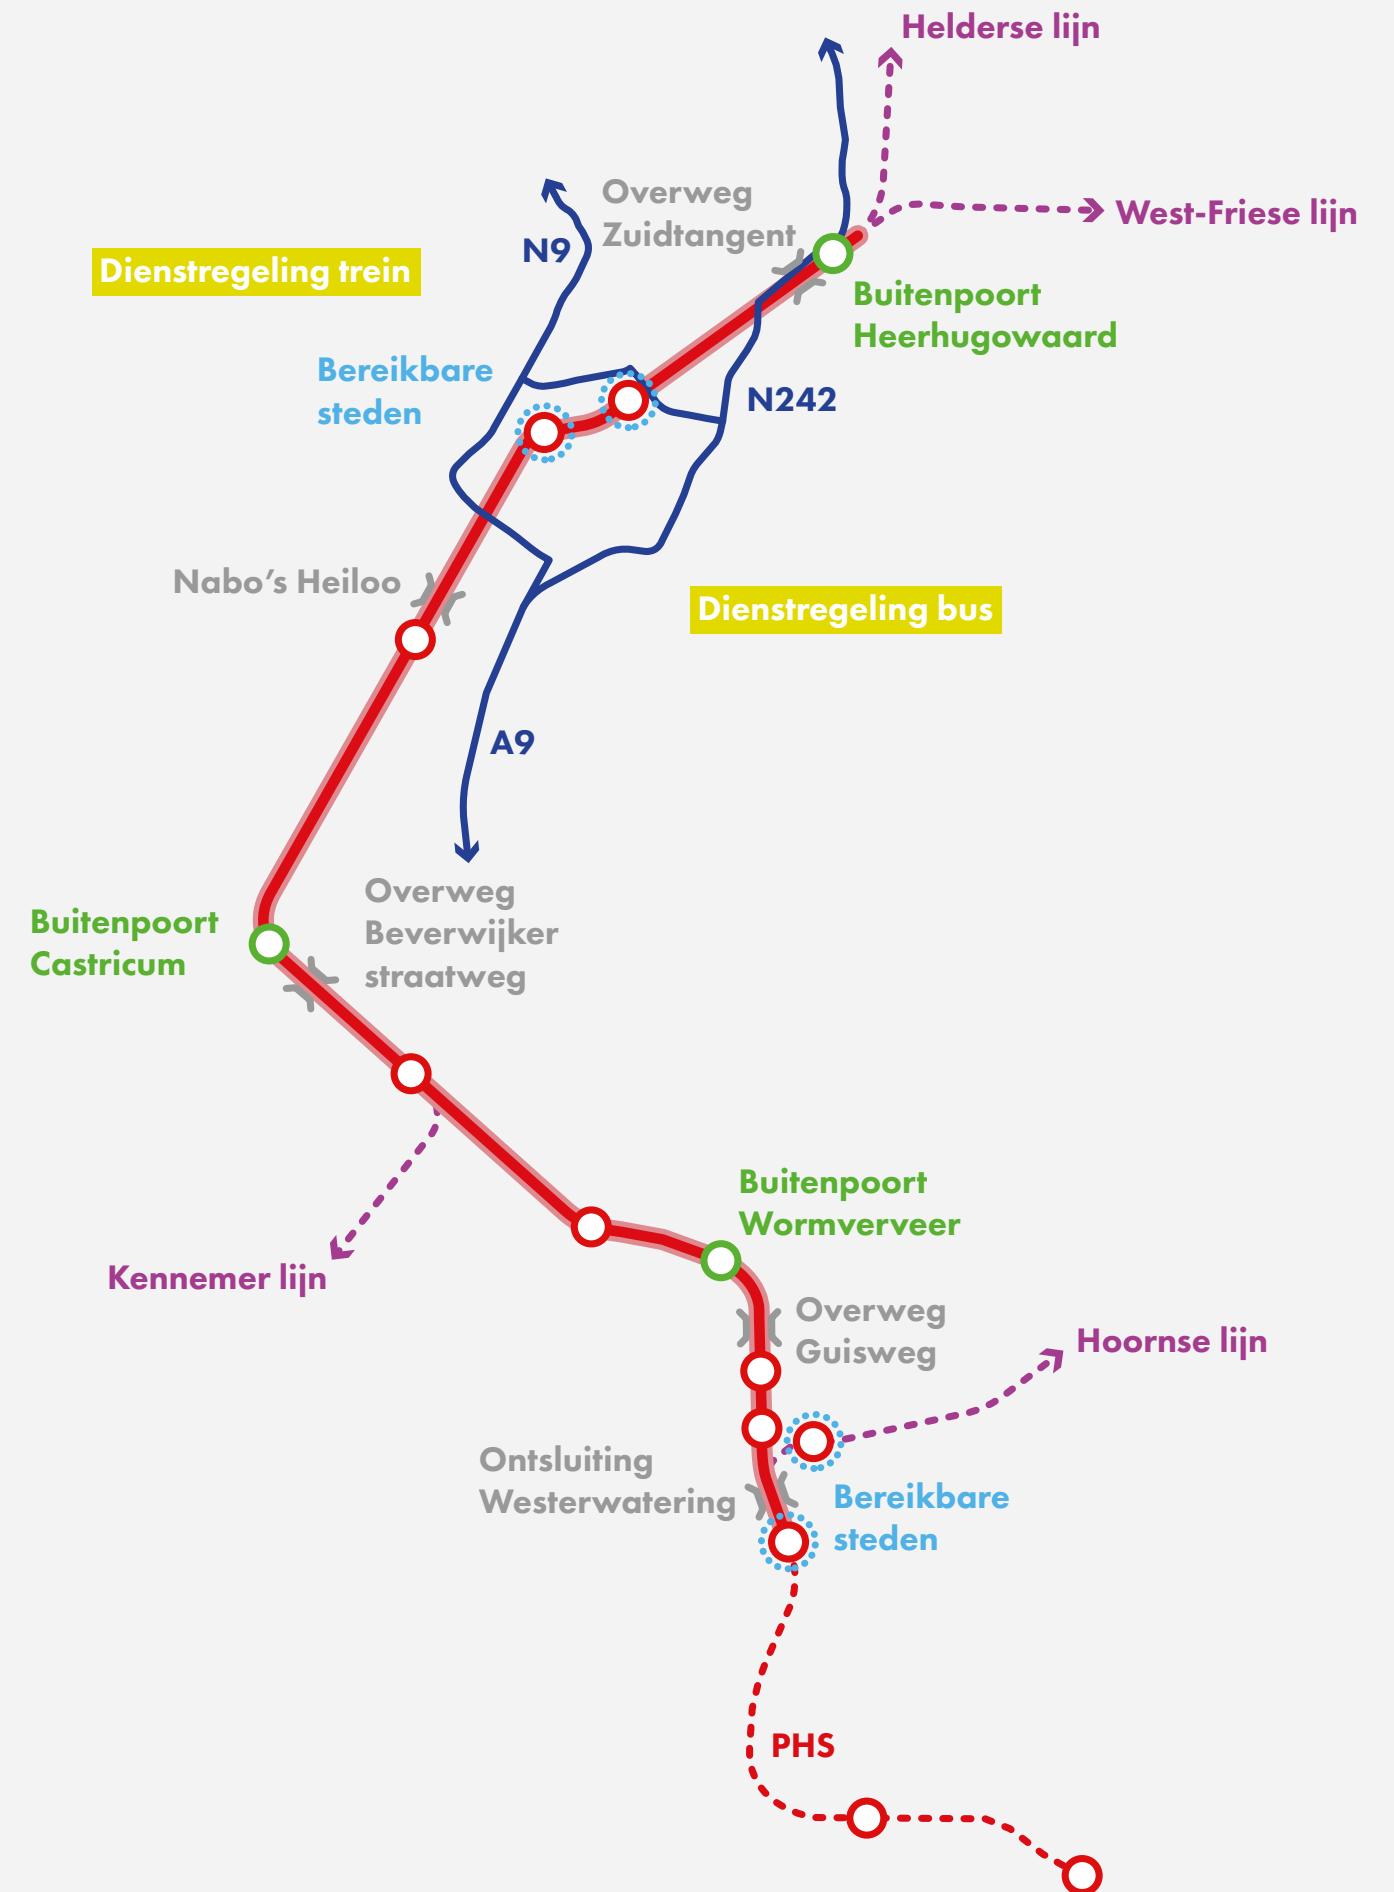 Helderse lijn
Overweg
Zuidtangent
West-Friese lijn
N9
Dienstregeling trein
Buitenpoort
Heerhugowaard
Bereikbare
steden
N242
Nabo's Heiloo
Dienstregeling bus
A9
Overweg
Beverwijker
straatweg
Buitenpoort
Castricum
Buitenpoort
Wormverveer
Kennemer lijn
Overweg
Guisweg
Hoornse lijn
Ontsluiting
Westerwatering
Bereikbare
steden
PHS